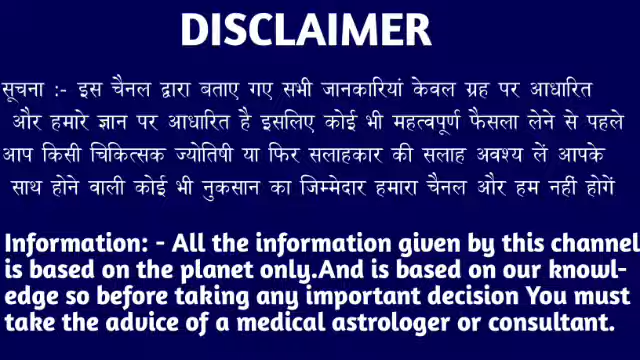 DISCLAIMER
सूचना :- इस चैनल द्वारा बताए गए सभी जानकारियां केवल ग्रह पर आधारित
और हमारे ज्ञान पर आधारित है इसलिए कोई भी महत्वपूर्ण फैसला लेने से पहले
आप किसी चिकित्सक ज्योतिषी या फिर सलाहकार की सलाह अवश्य लें आपके
साथ होने वाली कोई भी नुकसान का जिम्मेदार हमारा चैनल और हम नहीं होगें
Information: - All the information given by this channel
is based on the planet only.And is based on our knowl-
edge so before taking any important decision You must
take the advice of a medical astrologer or consultant.